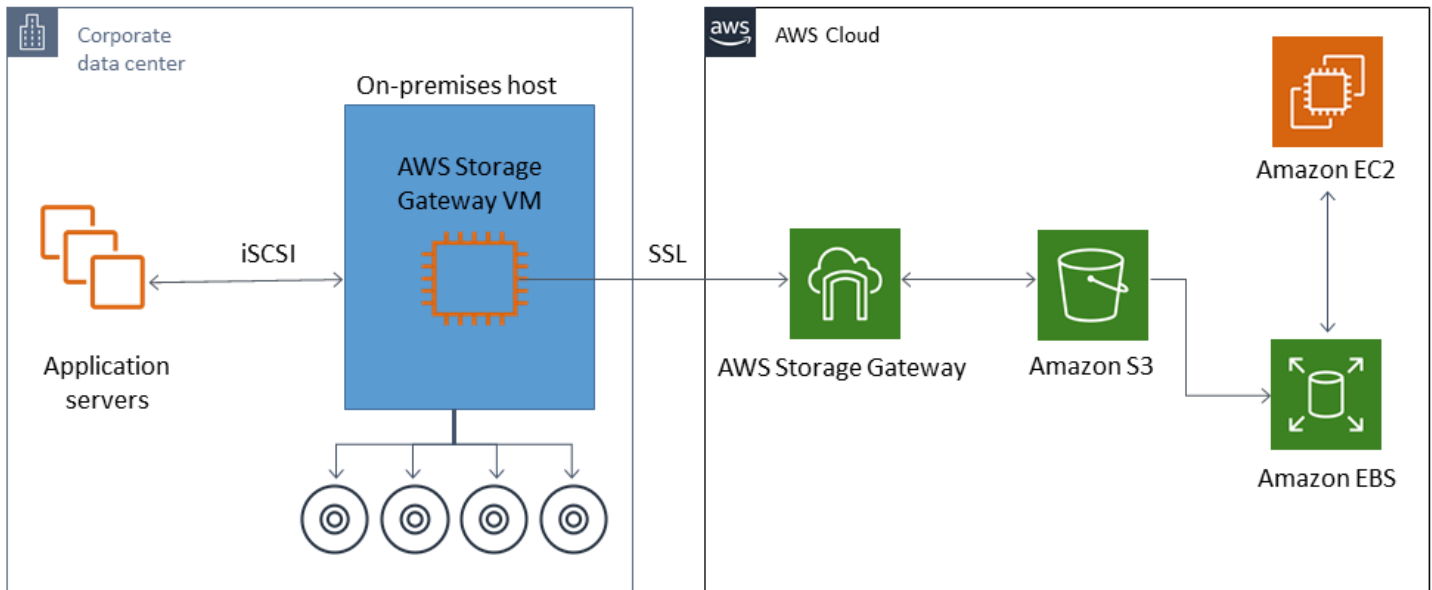 Corporate
data center
aws
AWS Cloud
On-premises host
AWS Storage
Gateway VM
Amazon EC2
iSCSI
SSL
Application
servers
AWS Storage Gateway
Amazon S3
Amazon EBS